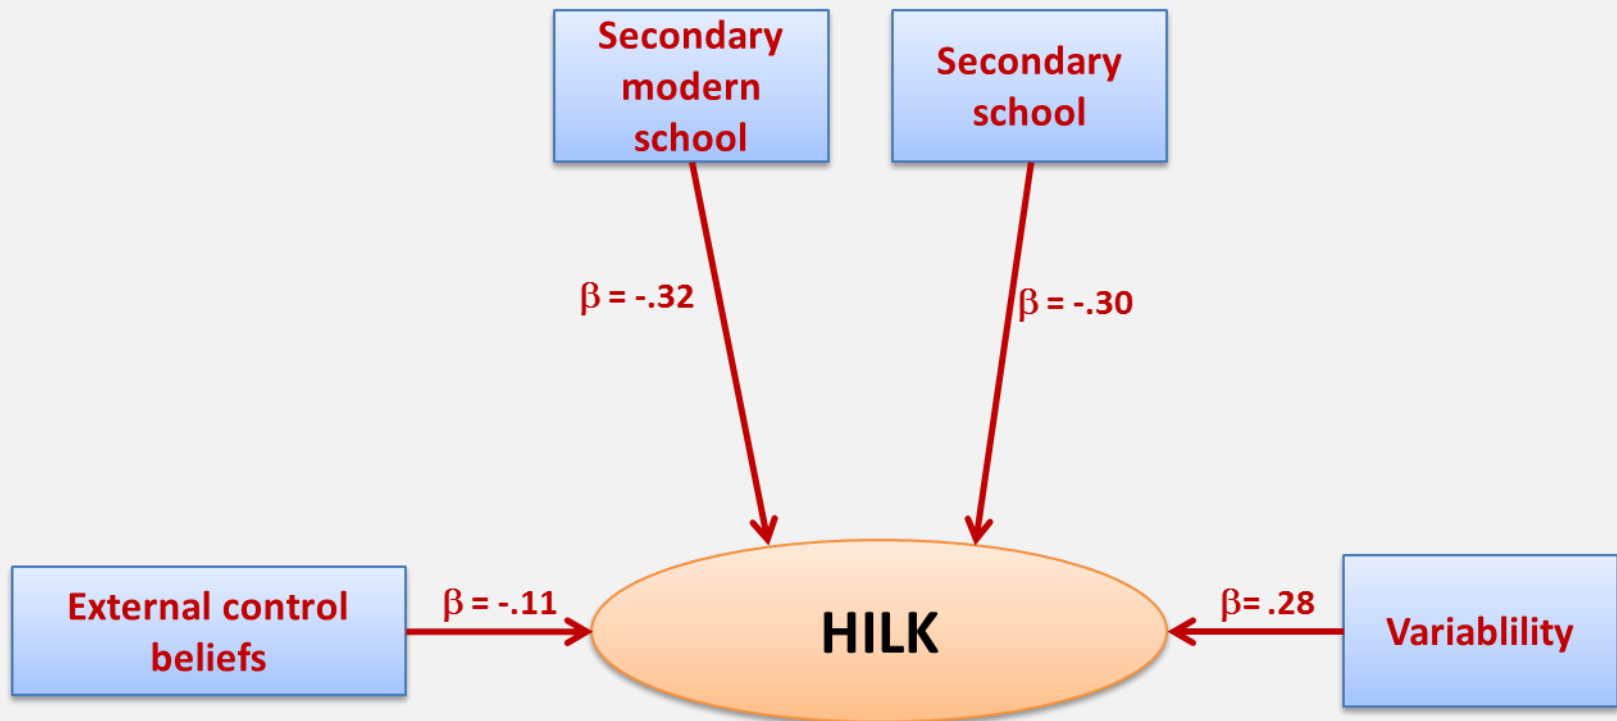 Secondary
modern
school
Secondary
school
β = -.32
β = -.30
External control
beliefs
β = -.11
HILK
β= .28
Variablility